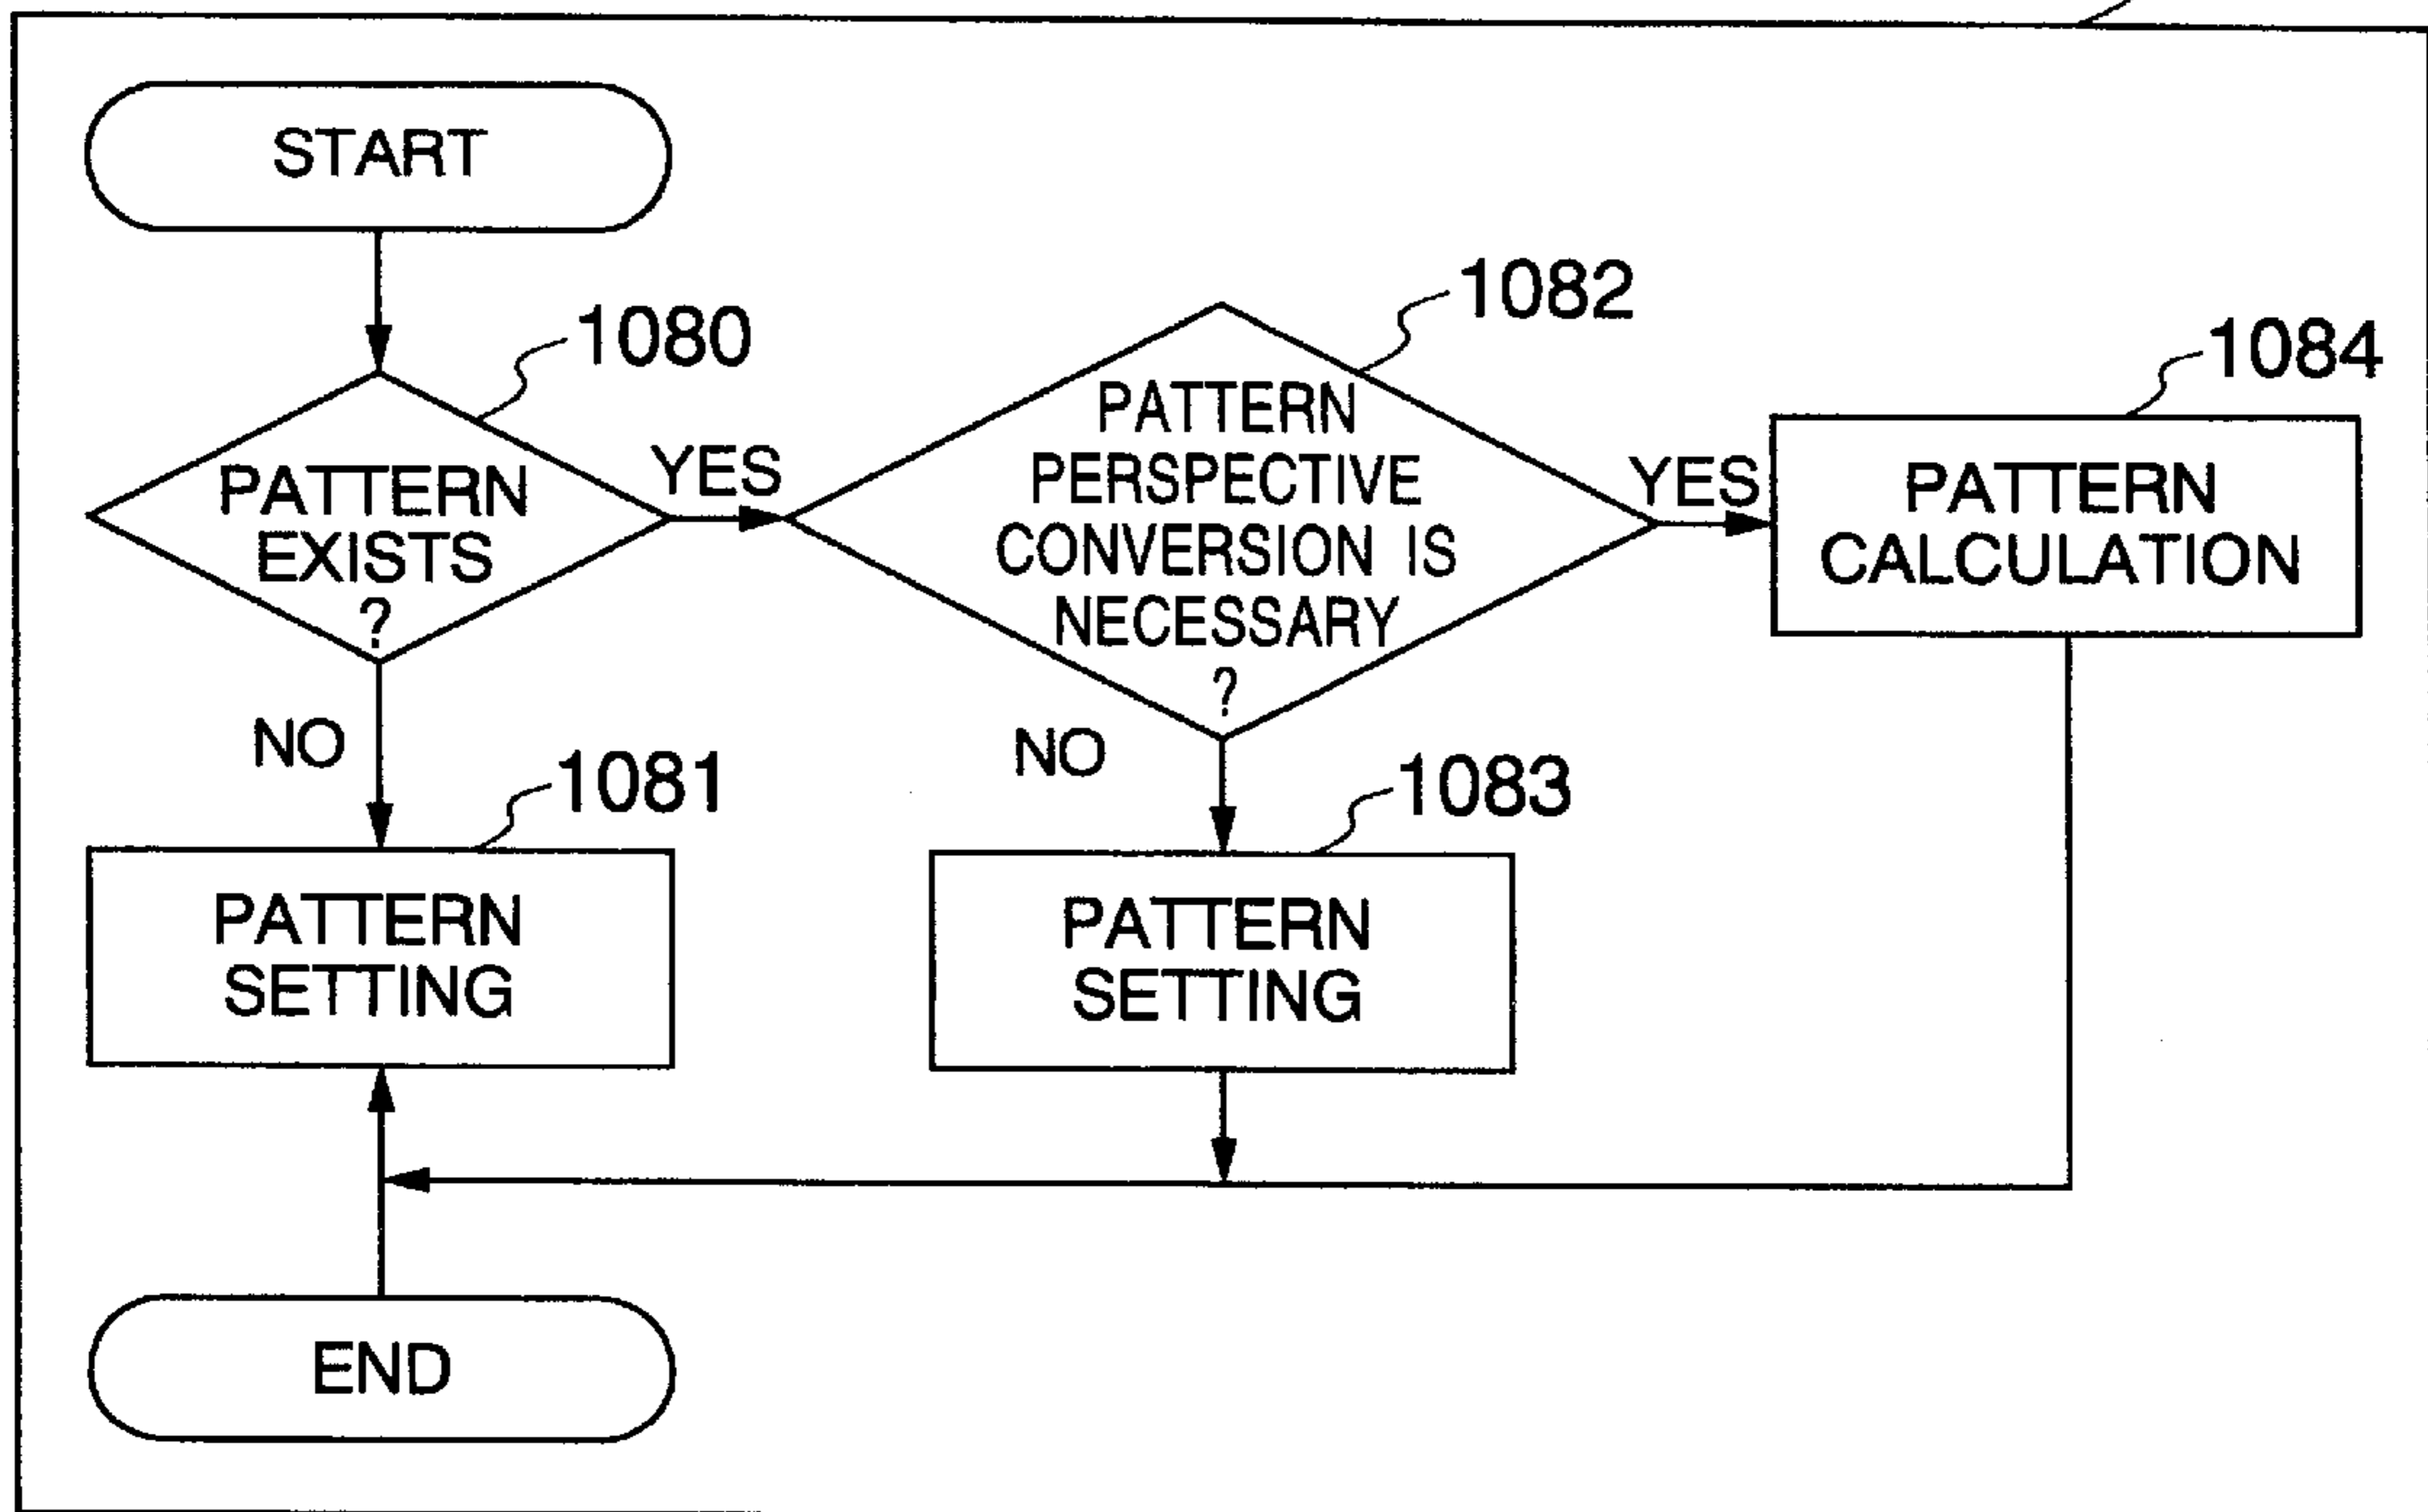 START
1080
PATTERN
EXISTS
?
YES
NO
1082
PATTERN
PERSPECTIVE
CONVERSION IS
NECESSARY
?
YES
NO
1084
PATTERN
CALCULATION
1081
PATTERN
SETTING
1083
PATTERN
SETTING
END